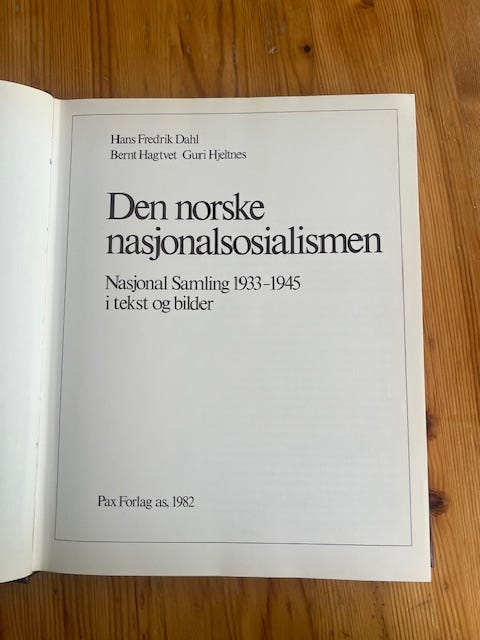 Hans Fredrik Dahl
Bernt Hagtvet Guri Hjeltnes
Den norske
nasjonalsosialismen
Nasjonal Samling 1933–1945
i tekst og bilder
Pax Forlag as, 1982